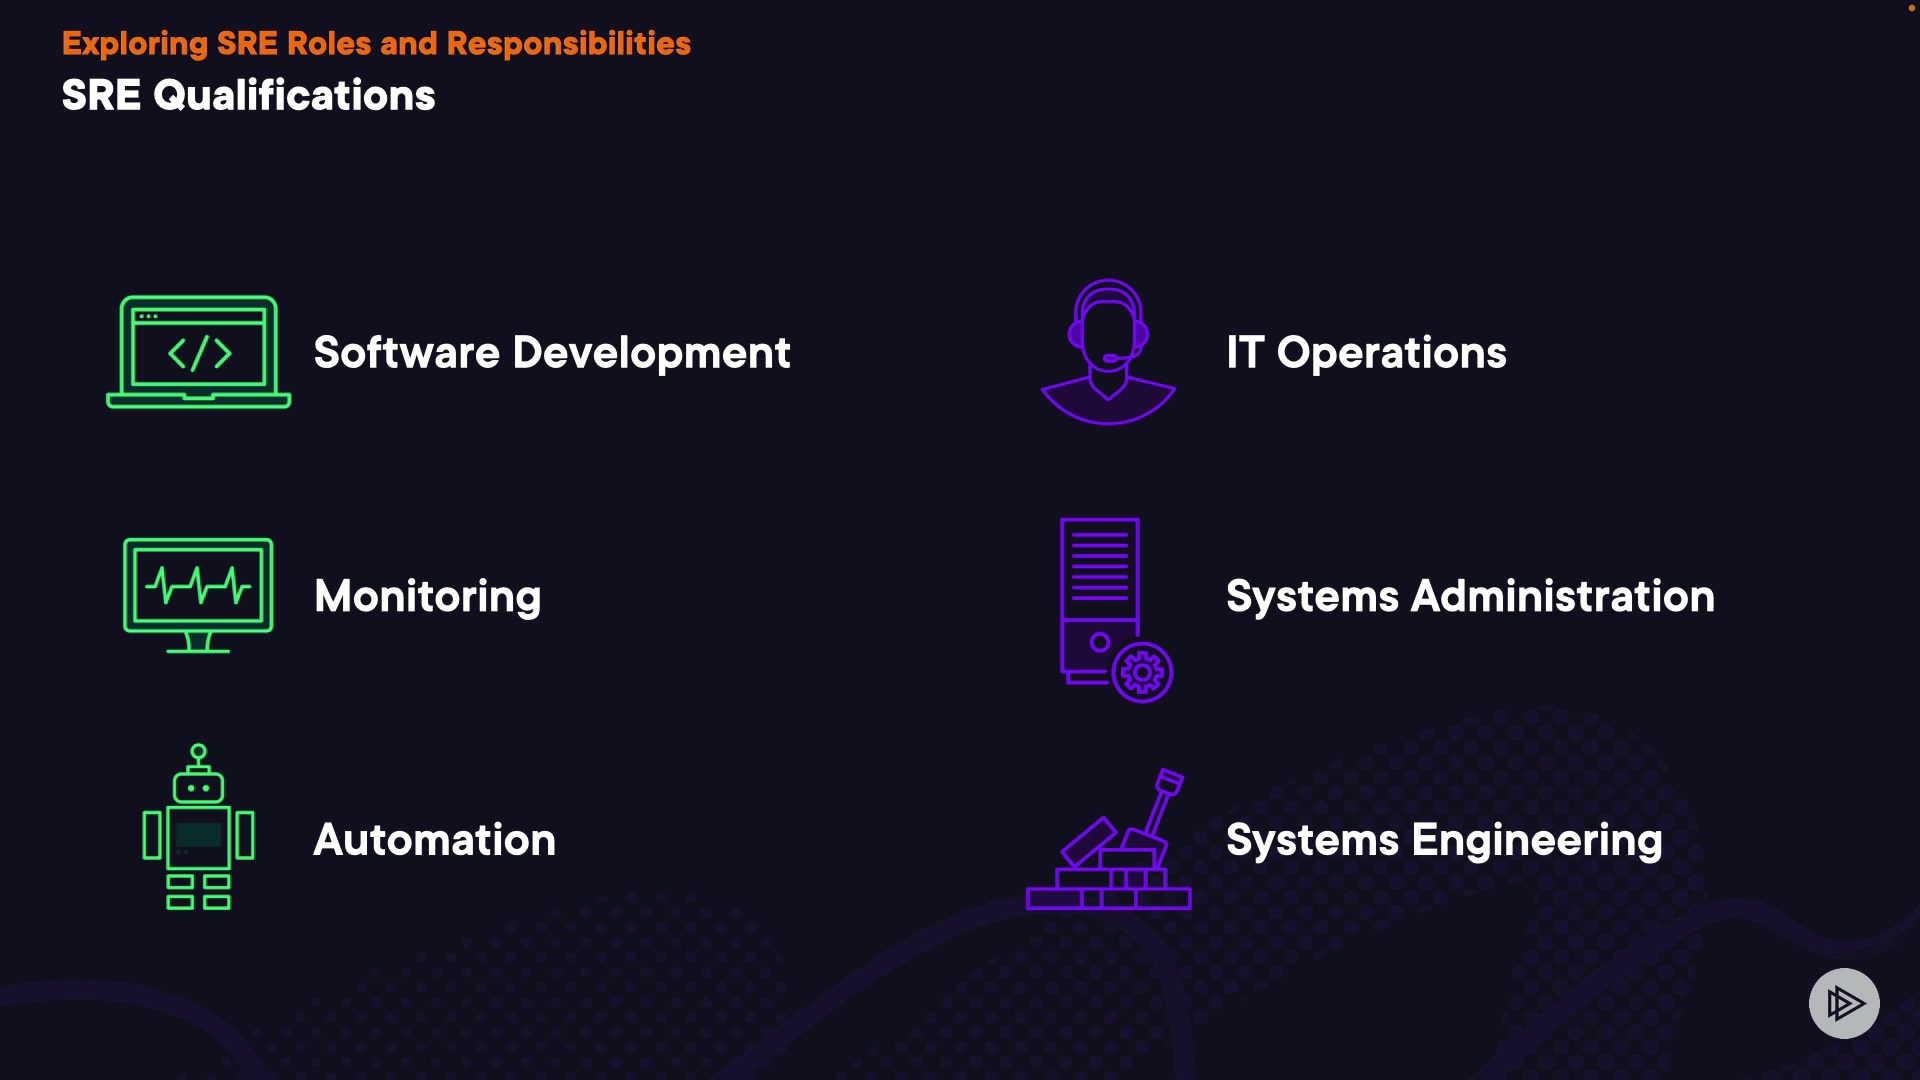 Exploring SRE Roles and Responsibilities
SRE Qualifications
Software Development
IT Operations
Monitoring
Systems Administration
Automation
Systems Engineering